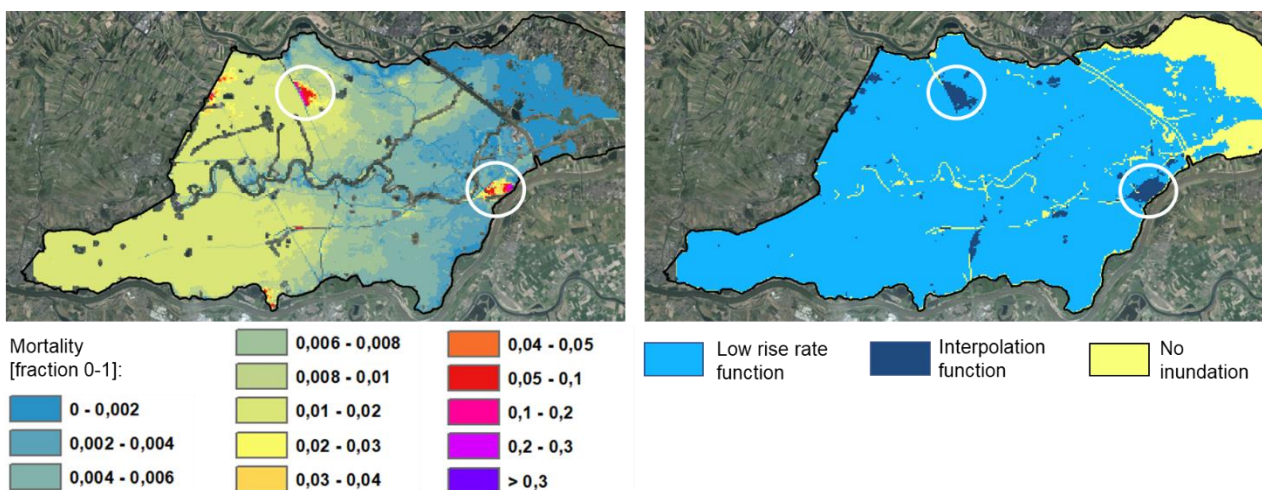 Mortality
[fraction 0-1]:
0 - 0,002
0,002 - 0,004
0,004 - 0,006
0,006 - 0,008
0,008 - 0,01
0,01 - 0,02
0,02 - 0,03
0,03 - 0,04
0,04 - 0,05
0,05 - 0,1
0,1 - 0,2
0,2 - 0,3
> 0,3
Low rise rate
function
Interpolation
function
No
inundation